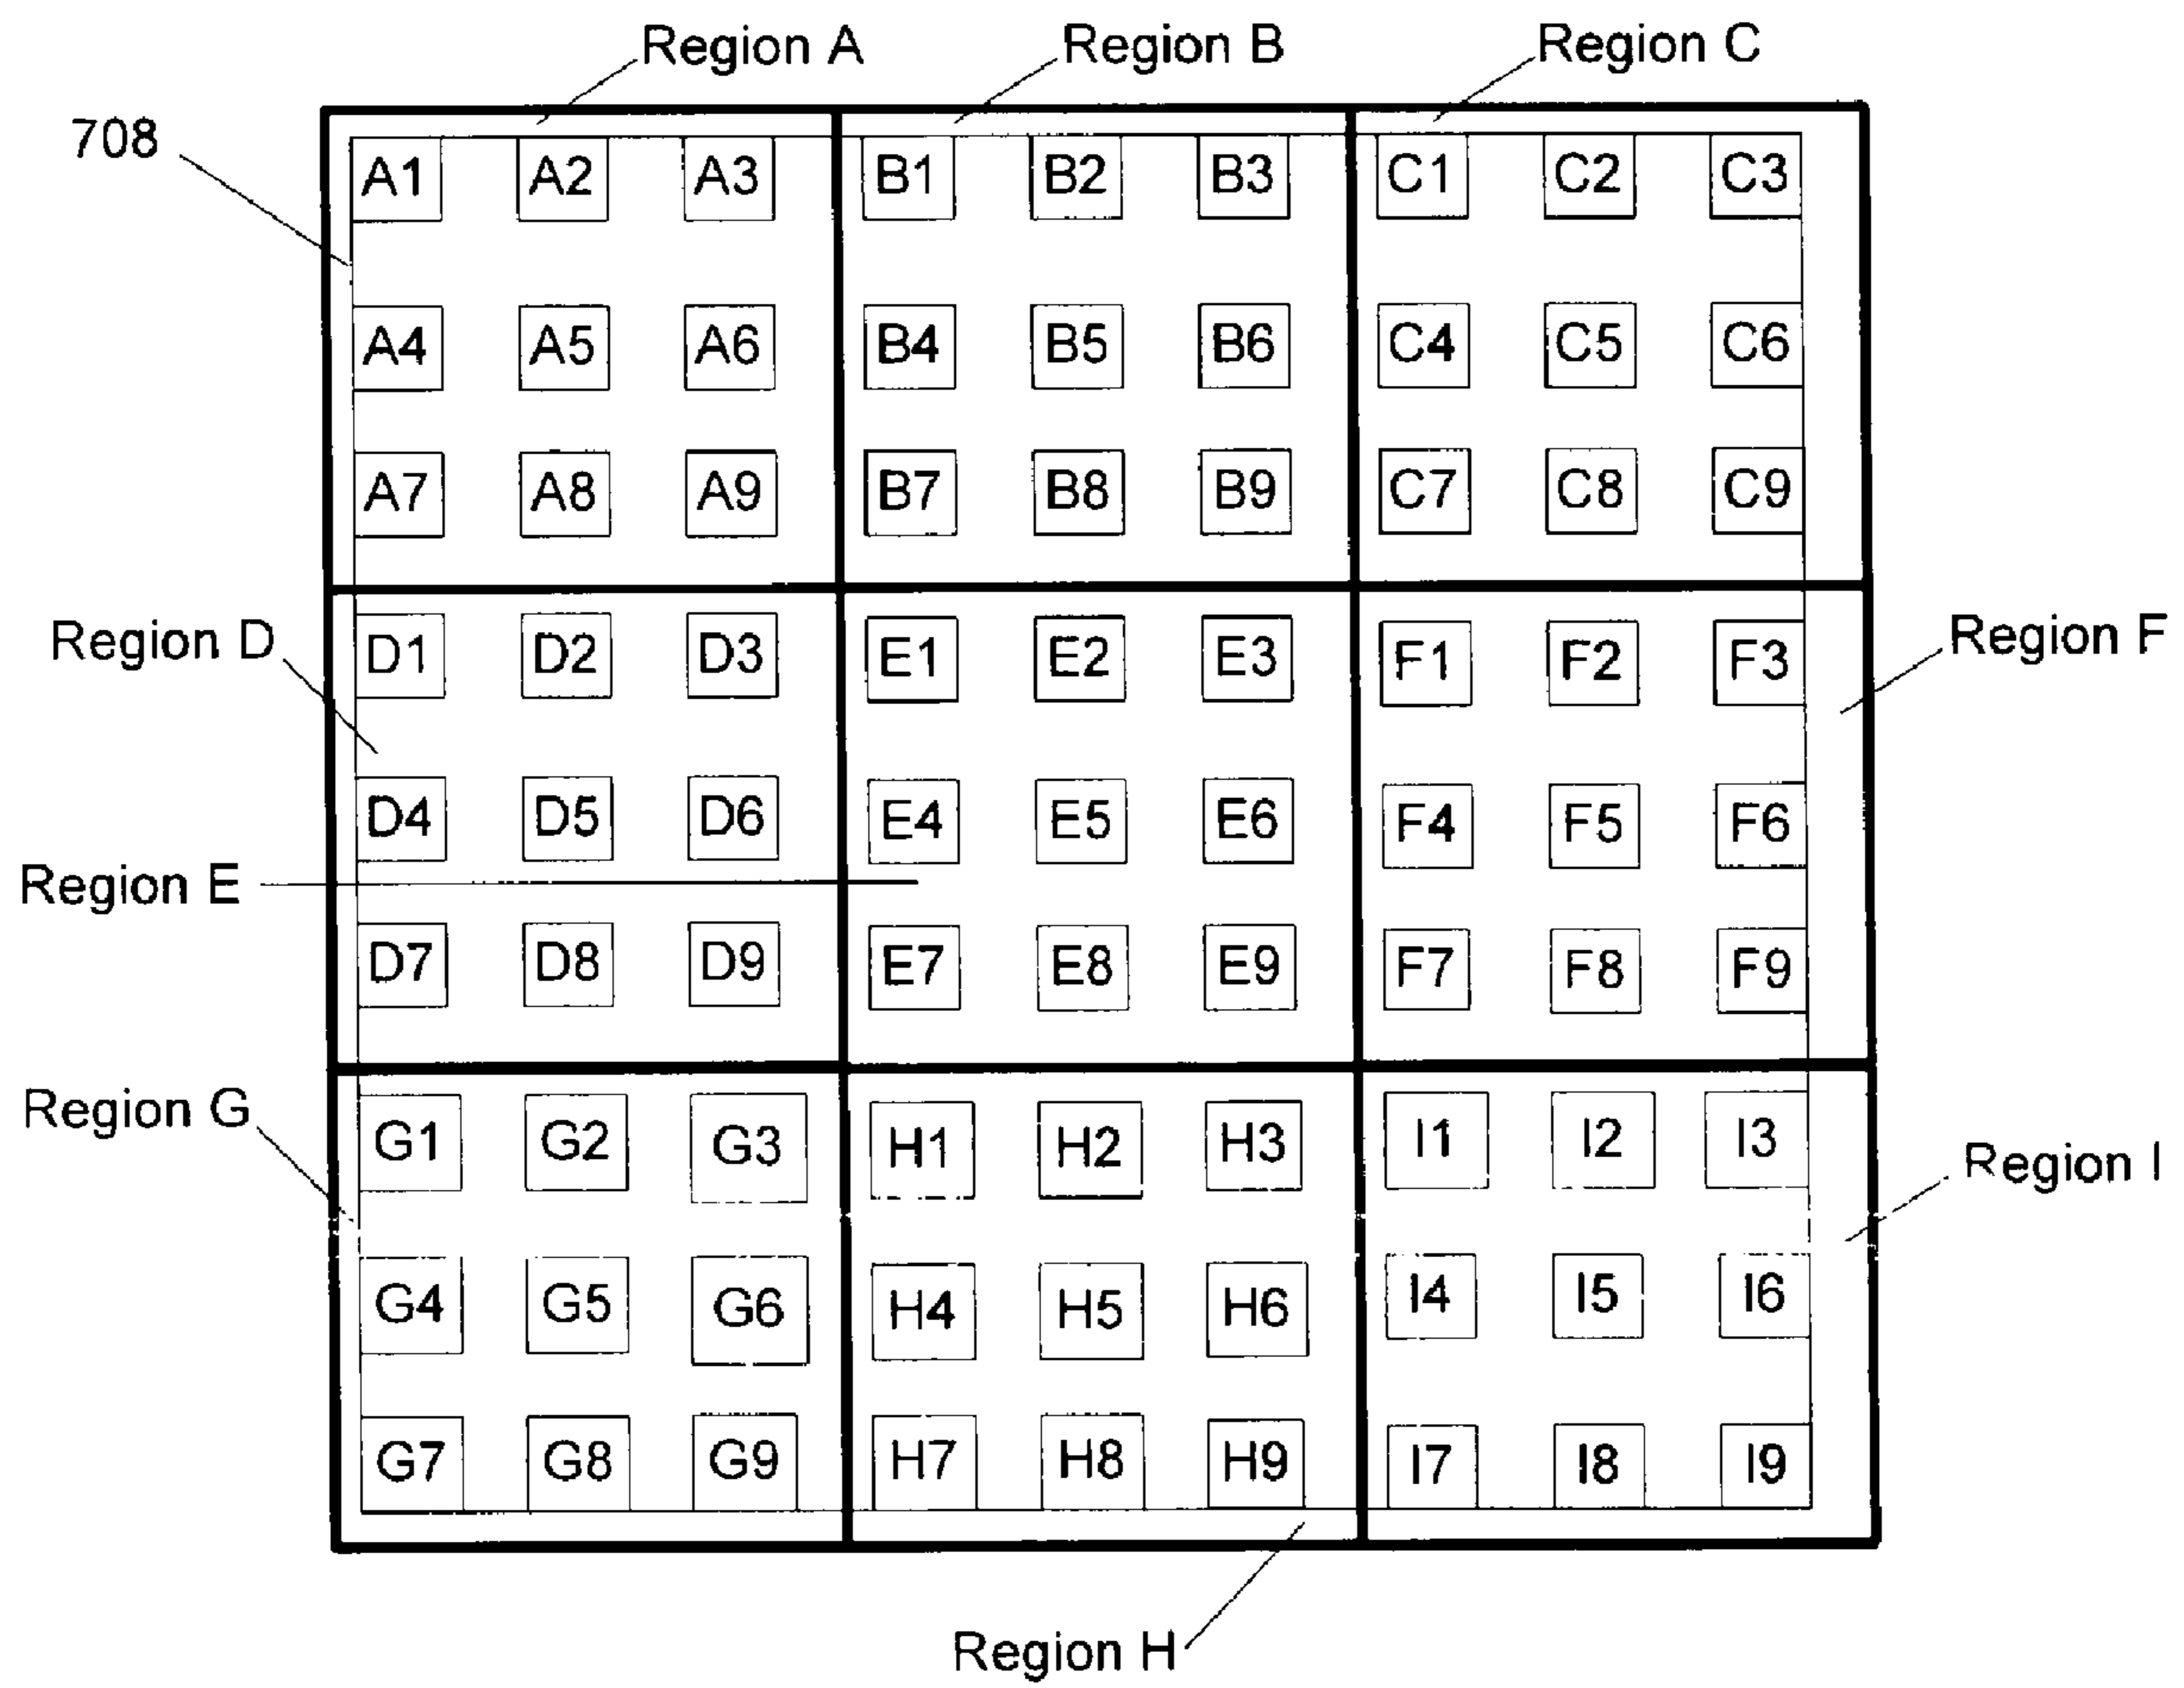 Region A Region B Region C
708
A1 A2 A3 B1 B2 B3 C1 C2 C3
A4 A5 A6 B4 B5 B6 C4 C5 C6
A7 A8 A9 B7 B8 B9 C7 C8 C9
Region D D1 D2 D3 E1 E2 E3 F1 F2 F3 Region F
D4 D5 D6 E4 E5 E6 F4 F5 F6
Region E
D7 D8 D9 E7 E8 E9 F7 F8 F9
Region G G1 G2 G3 H1 H2 H3 I1 I2 I3 Region I
G4 G5 G6 H4 H5 H6 I4 I5 I6
G7 G8 G9 H7 H8 H9 I7 I8 I9
Region H